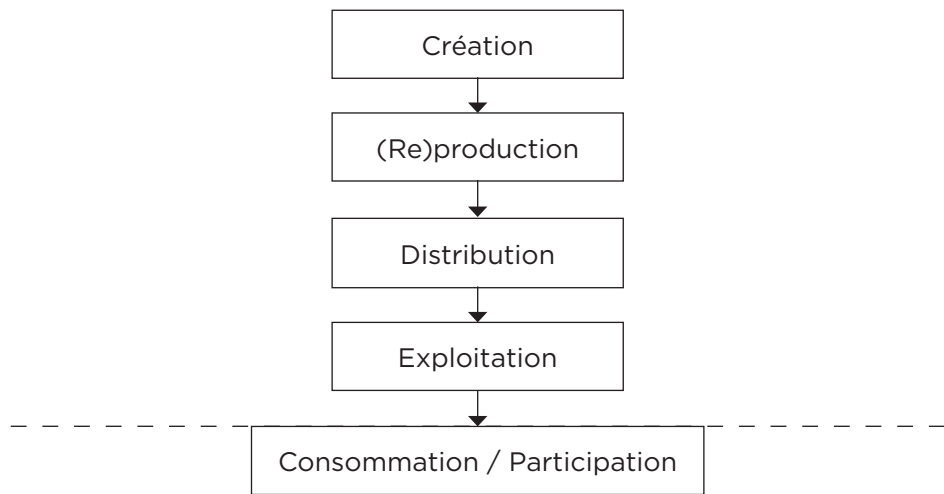 Création
(Re)production
Distribution
Exploitation
Consommation / Participation